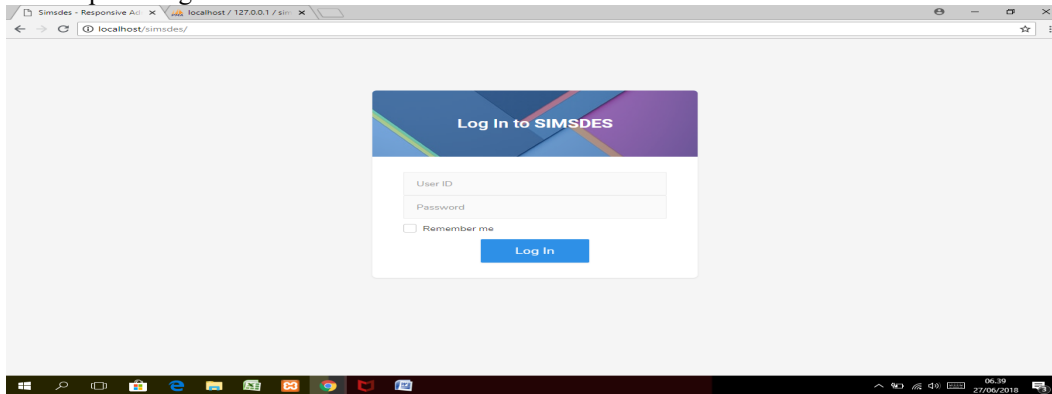 Simsdes - Responsive Ad
localhost / 127.0.0.1 / sim
localhost/simsdes/
Log In to SIMSDES
User ID
Password
Remember me
Log In
06.39
27/06/2018